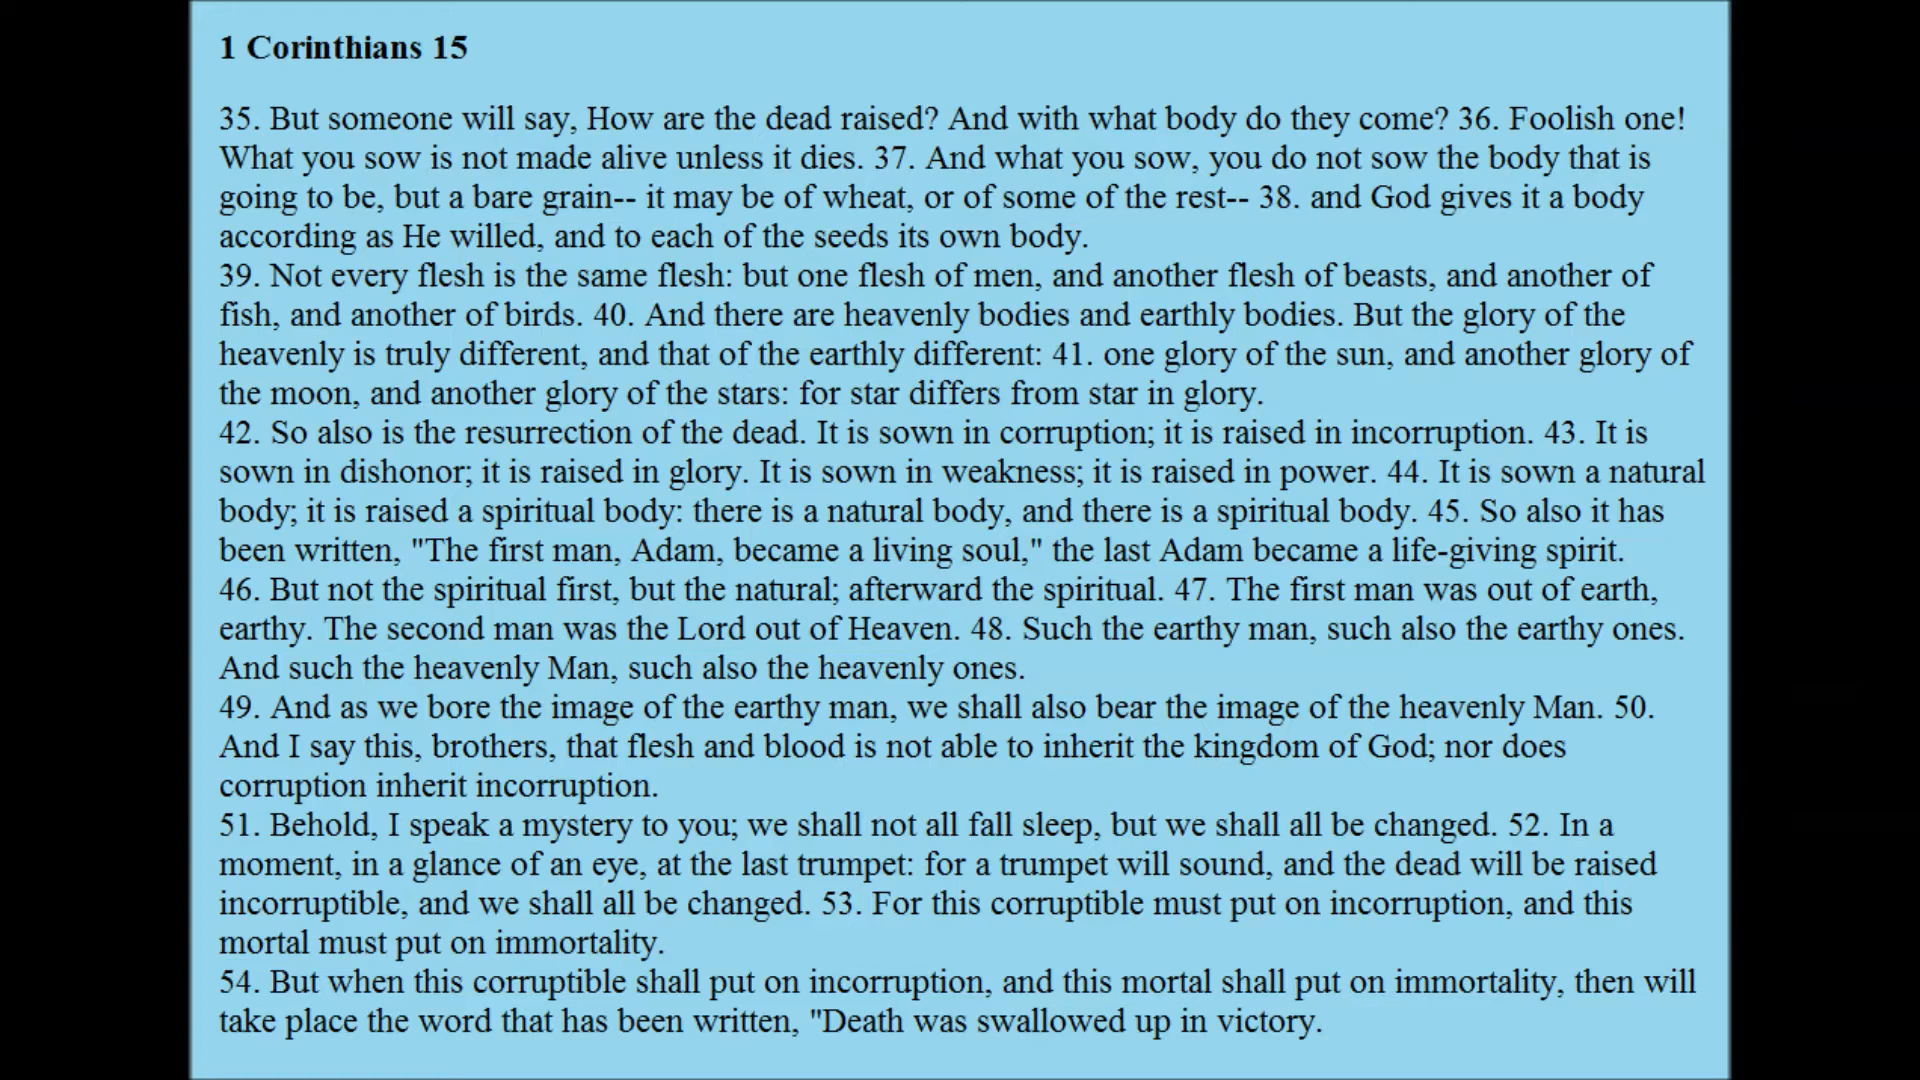 1 Corinthians 15
35. But someone will say, How are the dead raised? And with what body do they come? 36. Foolish one!
What you sow is not made alive unless it dies. 37. And what you sow, you do not sow the body that is
going to be, but a bare grain-- it may be of wheat, or of some of the rest-- 38. and God gives it a body
according as He willed, and to each of the seeds its own body.
39. Not every flesh is the same flesh: but one flesh of men, and another flesh of beasts, and another of
fish, and another of birds. 40. And there are heavenly bodies and earthly bodies. But the glory of the
heavenly is truly different, and that of the earthly different: 41. one glory of the sun, and another glory of
the moon, and another glory of the stars: for star differs from star in glory.
42. So also is the resurrection of the dead. It is sown in corruption; it is raised in incorruption. 43. It is
sown in dishonor; it is raised in glory. It is sown in weakness; it is raised in power. 44. It is sown a natural
body; it is raised a spiritual body: there is a natural body, and there is a spiritual body. 45. So also it has
been written, "The first man, Adam, became a living soul," the last Adam became a life-giving spirit.
46. But not the spiritual first, but the natural; afterward the spiritual. 47. The first man was out of earth,
earthy. The second man was the Lord out of Heaven. 48. Such the earthy man, such also the earthy ones.
And such the heavenly Man, such also the heavenly ones.
49. And as we bore the image of the earthy man, we shall also bear the image of the heavenly Man. 50.
And I say this, brothers, that flesh and blood is not able to inherit the kingdom of God; nor does
corruption inherit incorruption.
51. Behold, I speak a mystery to you; we shall not all fall sleep, but we shall all be changed. 52. In a
moment, in a glance of an eye, at the last trumpet: for a trumpet will sound, and the dead will be raised
incorruptible, and we shall all be changed. 53. For this corruptible must put on incorruption, and this
mortal must put on immortality.
54. But when this corruptible shall put on incorruption, and this mortal shall put on immortality, then will
take place the word that has been written, "Death was swallowed up in victory.